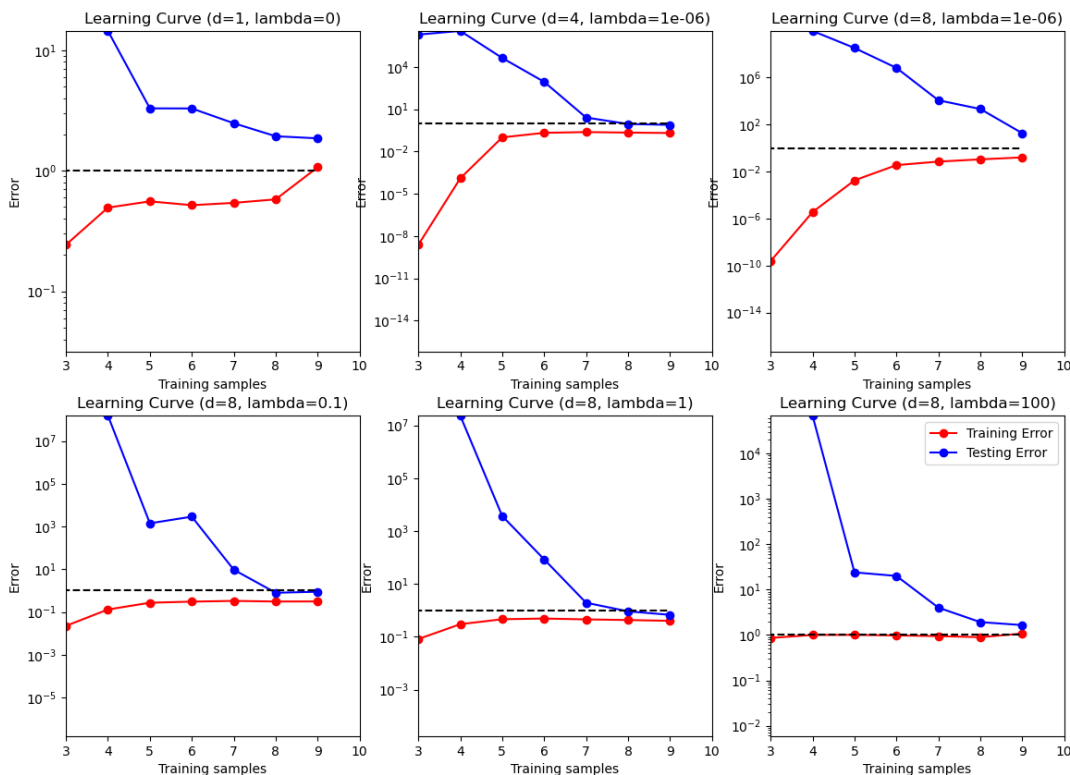 Learning Curve (d=1, lambda=0)
10¹
10⁰
10⁻¹
Error
3 4 5 6 7 8 9 10
Training samples
Learning Curve (d=4, lambda=1e-06)
10⁴
10¹
10⁻²
10⁻⁵
10⁻⁸
10⁻¹¹
10⁻¹⁴
Error
3 4 5 6 7 8 9 10
Training samples
Learning Curve (d=8, lambda=1e-06)
10⁶
10²
10⁻²
10⁻⁶
10⁻¹⁰
10⁻¹⁴
Error
3 4 5 6 7 8 9 10
Training samples
Learning Curve (d=8, lambda=0.1)
10⁷
10⁵
10³
10¹
10⁻¹
10⁻³
10⁻⁵
Error
3 4 5 6 7 8 9 10
Training samples
Learning Curve (d=8, lambda=1)
10⁷
10⁵
10³
10¹
10⁻¹
10⁻³
Error
3 4 5 6 7 8 9 10
Training samples
Learning Curve (d=8, lambda=100)
Training Error
Testing Error
10⁴
10³
10²
10¹
10⁰
10⁻¹
10⁻²
Error
3 4 5 6 7 8 9 10
Training samples